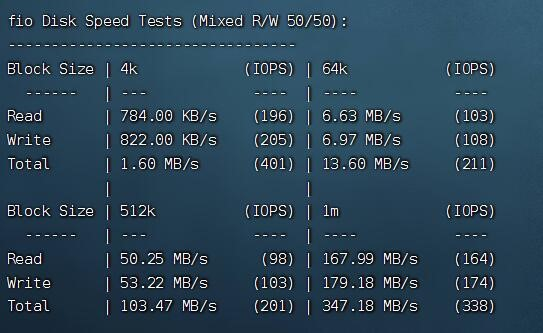 fio Disk Speed Tests (Mixed R/W 50/50):
---------------------------------
Block Size | 4k            (IOPS) | 64k           (IOPS)
  ------   | ---            ----  | ----           ----
Read       | 784.00 KB/s    (196) | 6.63 MB/s      (103)
Write      | 822.00 KB/s    (205) | 6.97 MB/s      (108)
Total      | 1.60 MB/s      (401) | 13.60 MB/s     (211)
           |                      |
Block Size | 512k          (IOPS) | 1m            (IOPS)
  ------   | ---            ----  | ----           ----
Read       | 50.25 MB/s      (98) | 167.99 MB/s    (164)
Write      | 53.22 MB/s     (103) | 179.18 MB/s    (174)
Total      | 103.47 MB/s    (201) | 347.18 MB/s    (338)